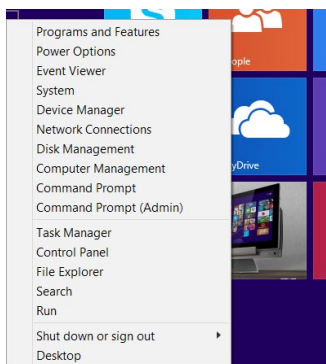 Programs and Features
Power Options
Event Viewer
System
Device Manager
Network Connections
Disk Management
Computer Management
Command Prompt
Command Prompt (Admin)
Task Manager
Control Panel
File Explorer
Search
Run
Shut down or sign out
Desktop
ople
yDrive